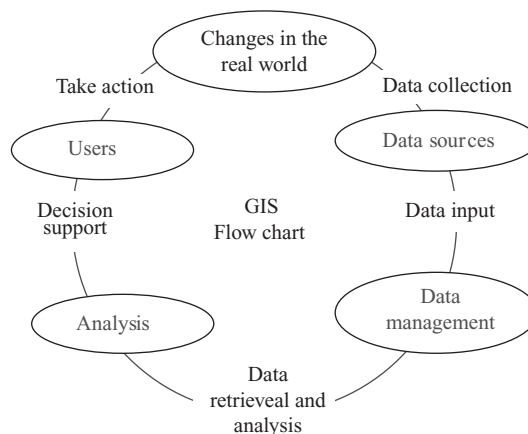 Changes in the
real world
Take action
Data collection
Users
Data sources
Decision
support
GIS
Flow chart
Data input
Analysis
Data
management
Data
retrieveal and
analysis